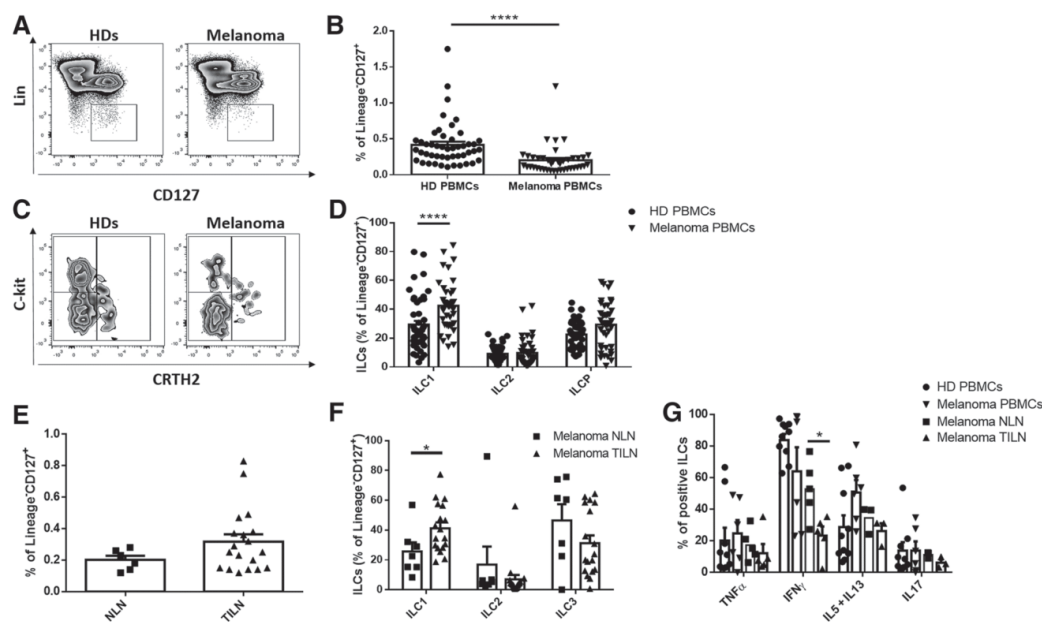 A
HDs
Melanoma
Lin
CD127
B
****
% of Lineage-CD127+
2.0
1.5
1.0
0.5
0.0
HD PBMCs
Melanoma PBMCs
C
HDs
Melanoma
C-kit
CRTH2
D
ILCs (% of Lineage-CD127+)
100
80
60
40
20
0
****
ILC1
ILC2
ILCP
HD PBMCs
Melanoma PBMCs
E
% of Lineage-CD127+
1.0
0.8
0.6
0.4
0.2
0.0
NLN
TILN
F
ILCs (% of Lineage-CD127+)
100
80
60
40
20
0
*
ILC1
ILC2
ILC3
Melanoma NLN
Melanoma TILN
G
% of positive ILCs
100
80
60
40
20
0
*
TNFα
IFNγ
IL5 + IL13
IL17
HD PBMCs
Melanoma PBMCs
Melanoma NLN
Melanoma TILN